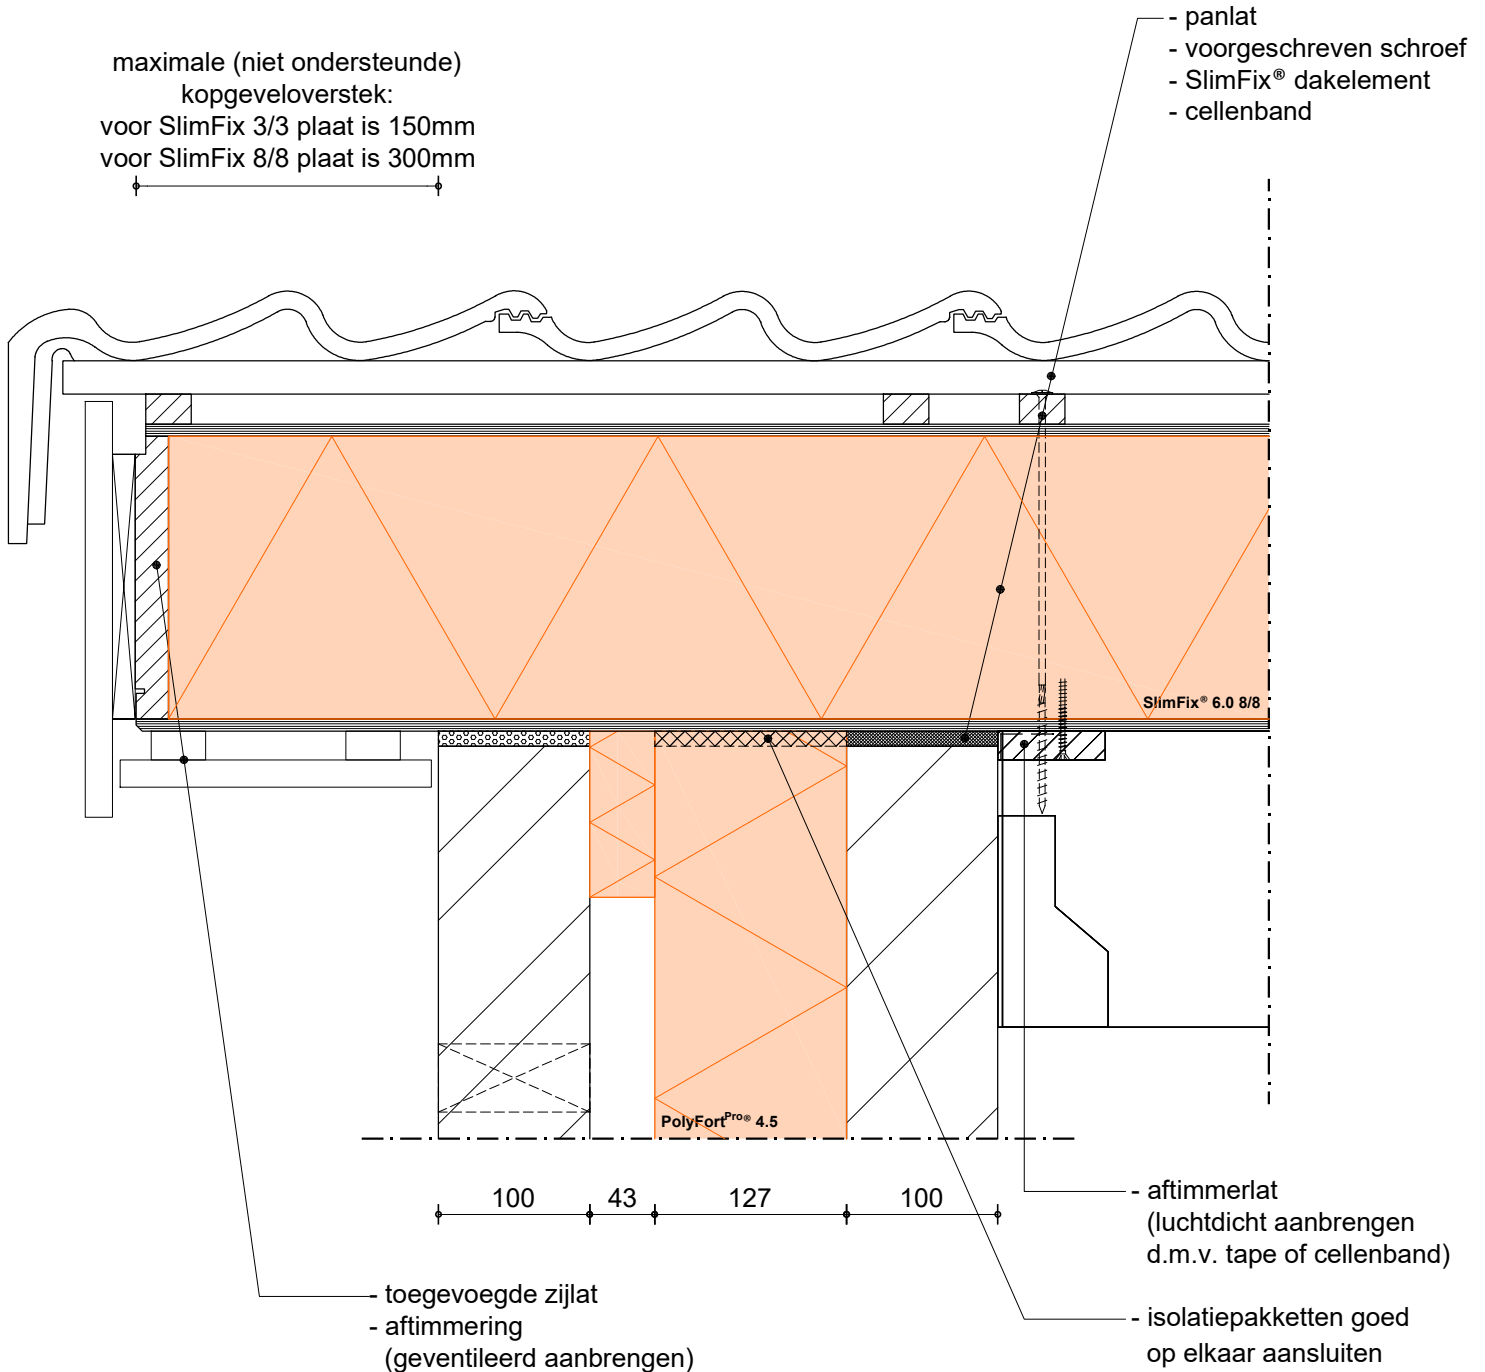 maximale (niet ondersteunde)
kopgeveloverstek:
voor SlimFix 3/3 plaat is 150mm
voor SlimFix 8/8 plaat is 300mm
- panlat
- voorgeschreven schroef
- SlimFix® dakelement
- cellenband
SlimFix® 6.0 8/8
PolyFortPro® 4.5
100 43 127 100
- aftimmerlat
(luchtdicht aanbrengen
d.m.v. tape of cellenband)
- toegevoegde zijlat
- aftimmering
(geventileerd aanbrengen)
- isolatiepakketten goed
op elkaar aansluiten